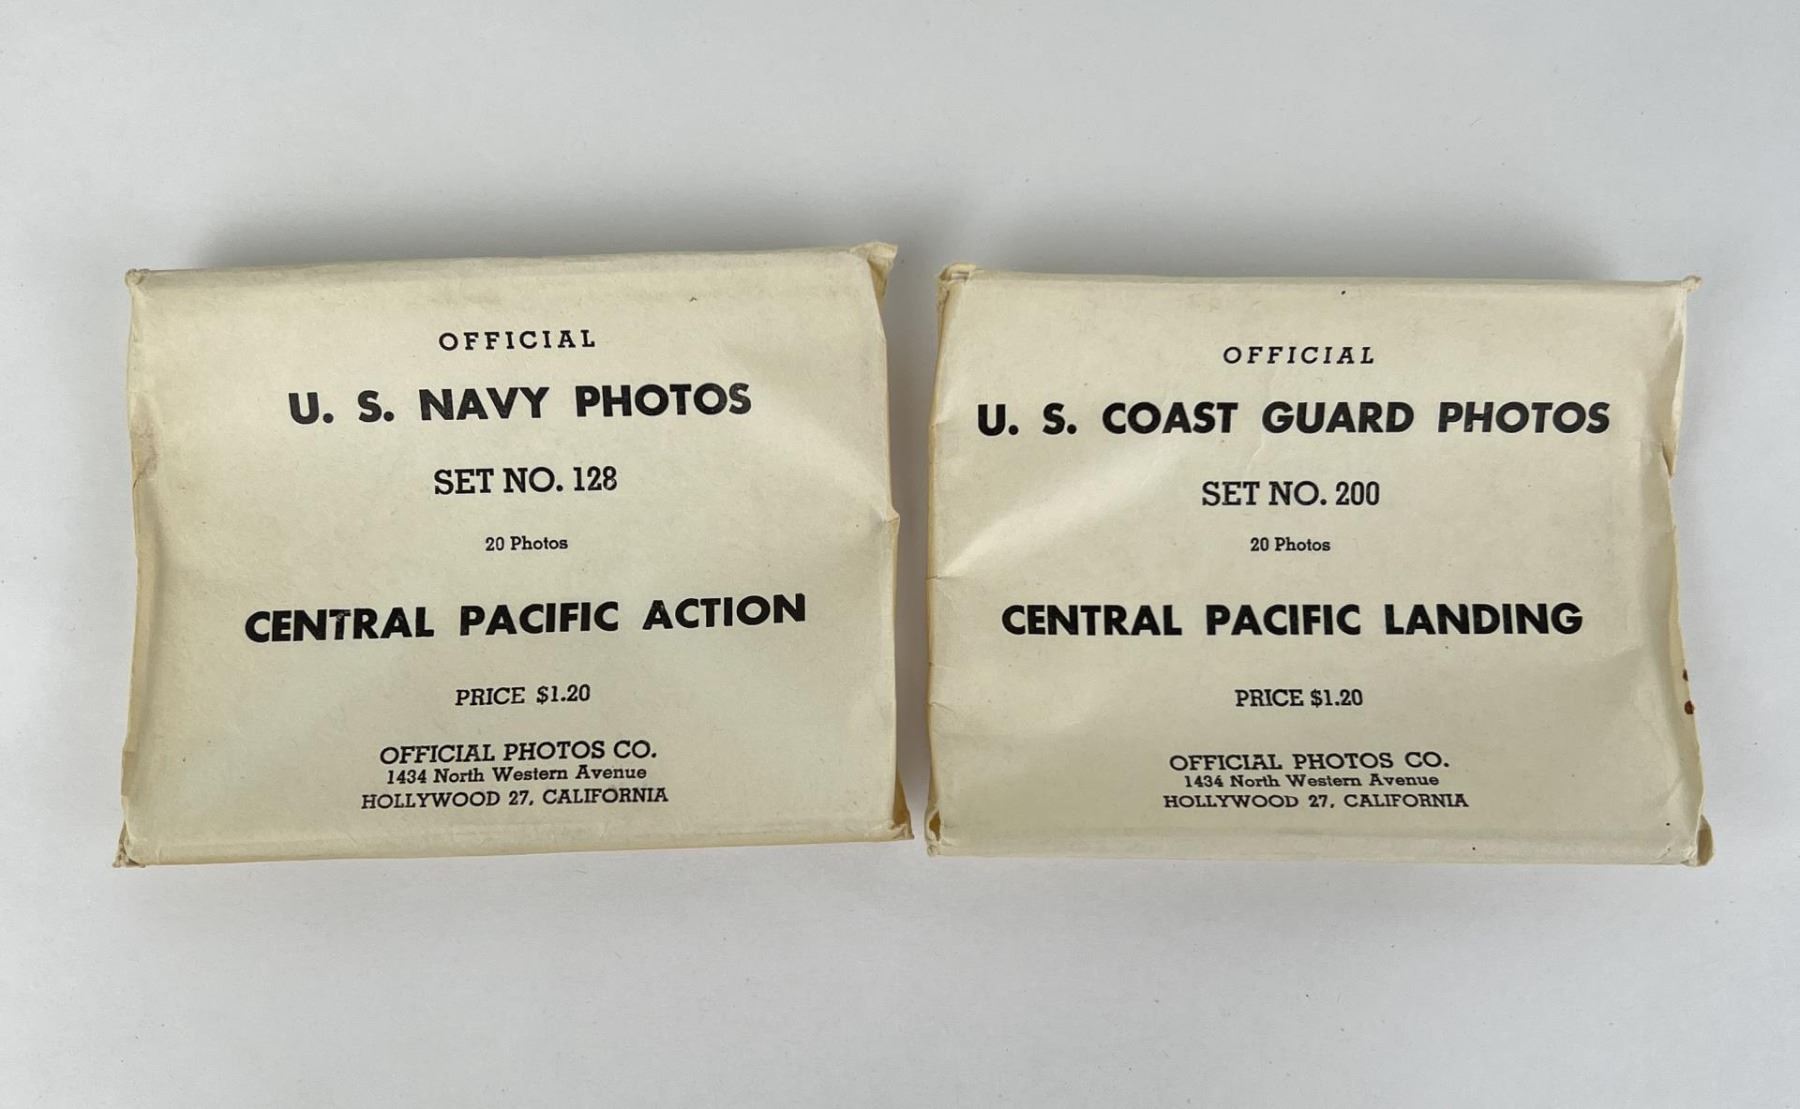 OFFICIAL
U. S. NAVY PHOTOS
SET NO. 128
20 Photos
CENTRAL PACIFIC ACTION
PRICE $1.20
OFFICIAL PHOTOS CO.
1434 North Western Avenue
HOLLYWOOD 27, CALIFORNIA
OFFICIAL
U. S. COAST GUARD PHOTOS
SET NO. 200
20 Photos
CENTRAL PACIFIC LANDING
PRICE $1.20
OFFICIAL PHOTOS CO.
1434 North Western Avenue
HOLLYWOOD 27, CALIFORNIA